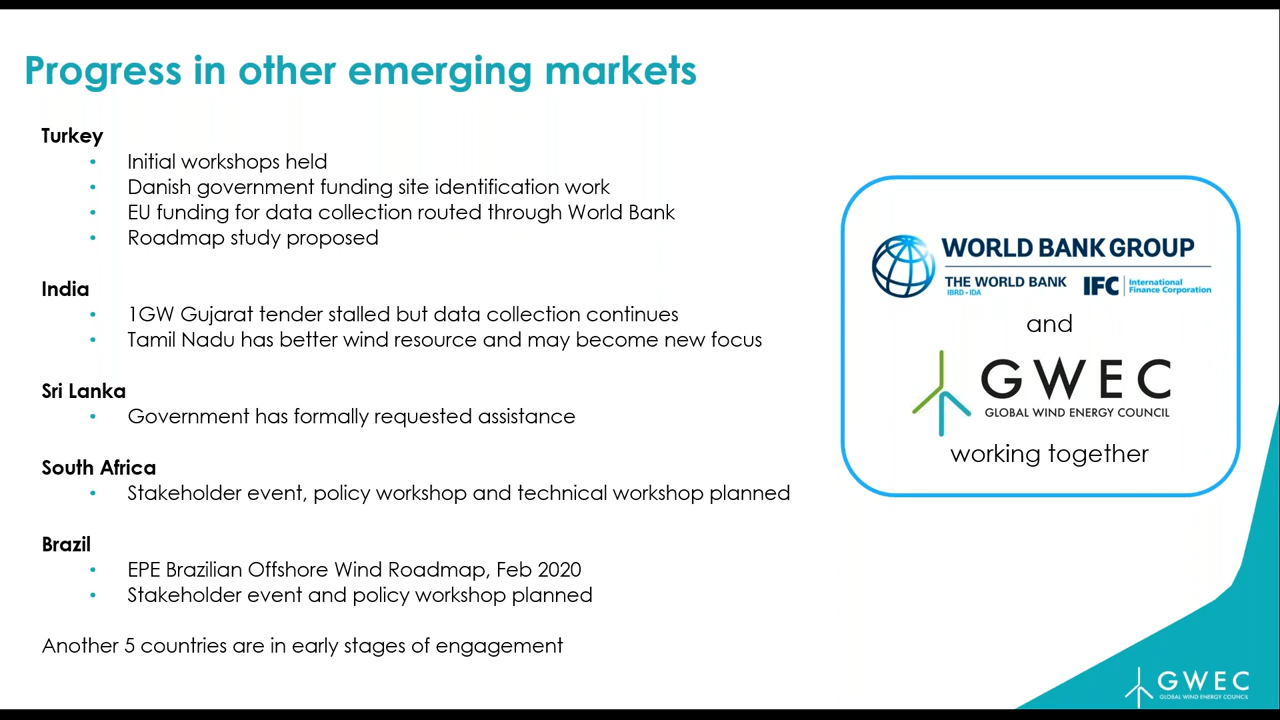 Progress in other emerging markets
Turkey
• Initial workshops held
• Danish government funding site identification work
• EU funding for data collection routed through World Bank
• Roadmap study proposed
India
• 1GW Gujarat tender stalled but data collection continues
• Tamil Nadu has better wind resource and may become new focus
Sri Lanka
• Government has formally requested assistance
South Africa
• Stakeholder event, policy workshop and technical workshop planned
Brazil
• EPE Brazilian Offshore Wind Roadmap, Feb 2020
• Stakeholder event and policy workshop planned
Another 5 countries are in early stages of engagement
WORLD BANK GROUP
THE WORLD BANK
IBRD • IDA
IFC
International
Finance Corporation
and
GWEC
GLOBAL WIND ENERGY COUNCIL
working together
GWEC
GLOBAL WIND ENERGY COUNCIL